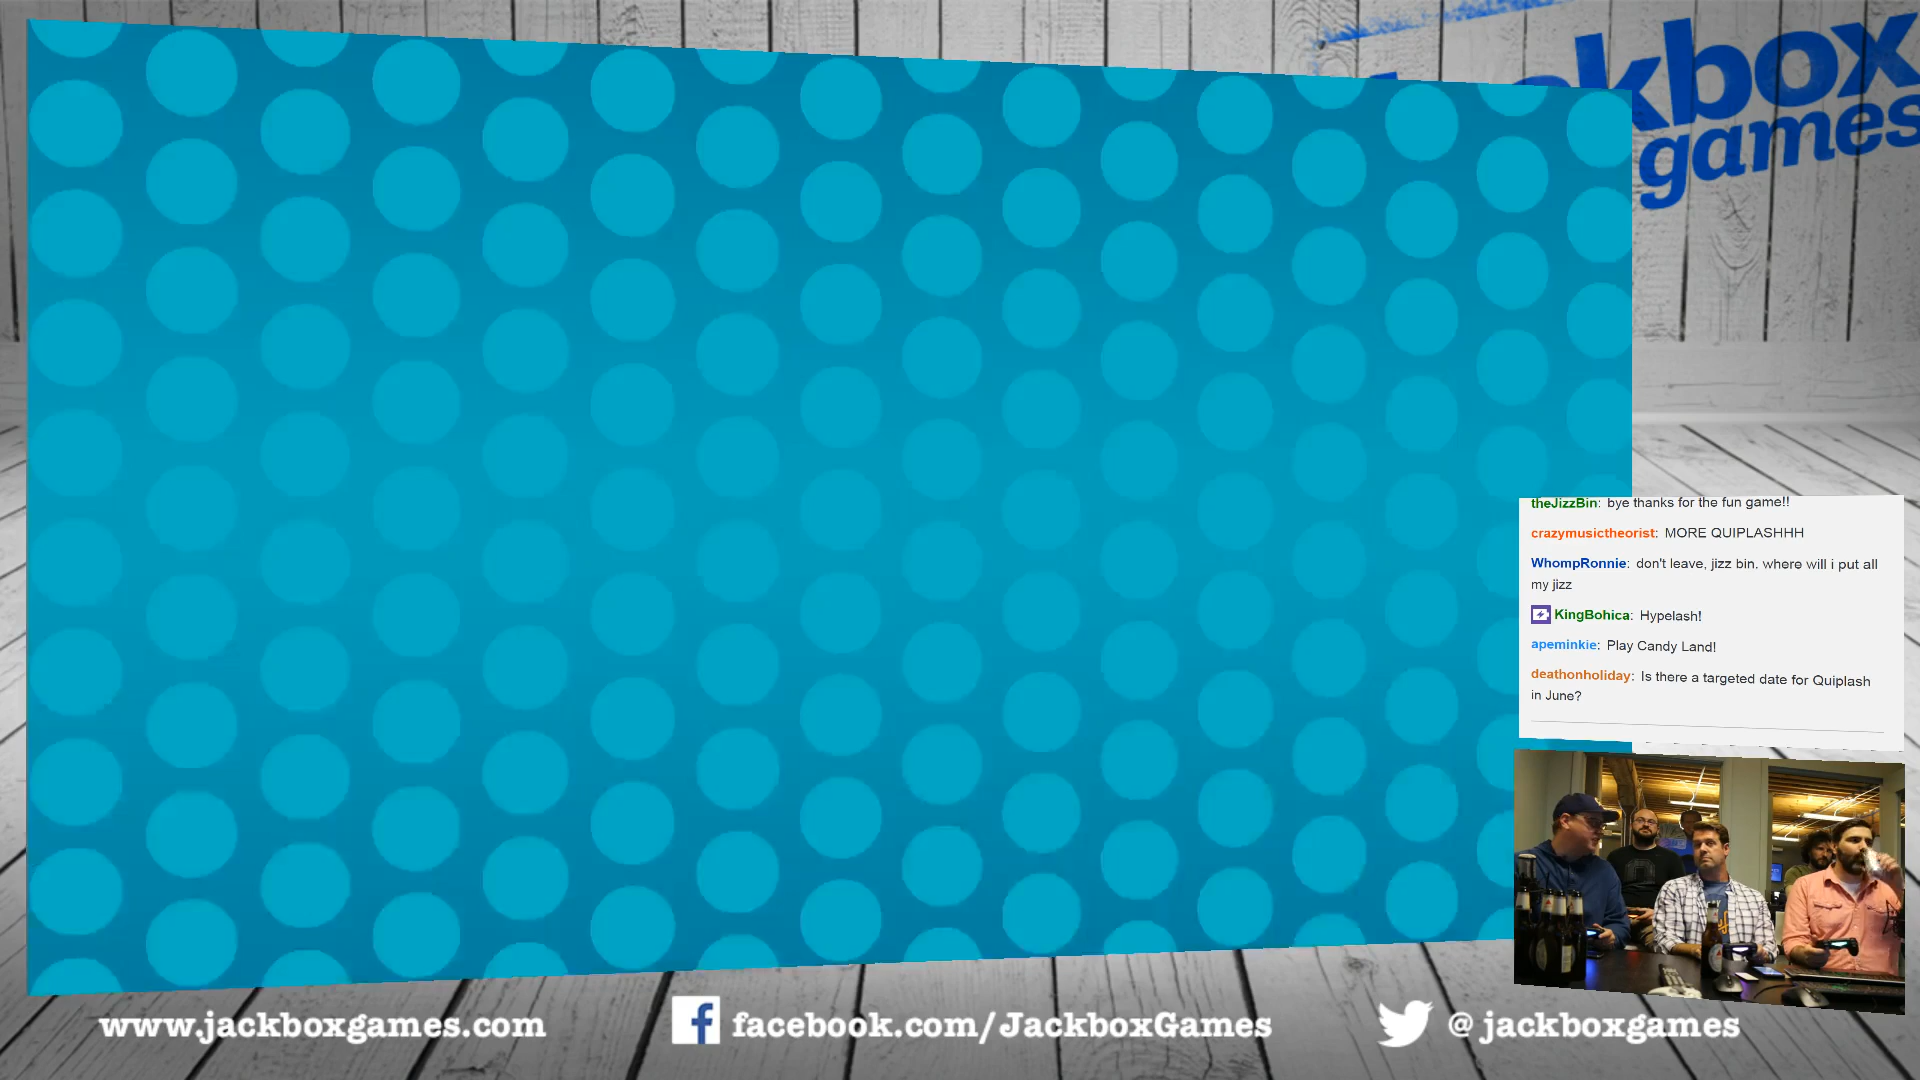 ckbox
games
theJizzBin: bye thanks for the fun game!!
crazymusictheorist: MORE QUIPLASHHH
WhompRonnie: don't leave, jizz bin. where will i put all
my jizz
KingBohica: Hypelash!
apeminkie: Play Candy Land!
deathonholiday: Is there a targeted date for Quiplash
in June?
www.jackboxgames.com
facebook.com/JackboxGames
@jackboxgames